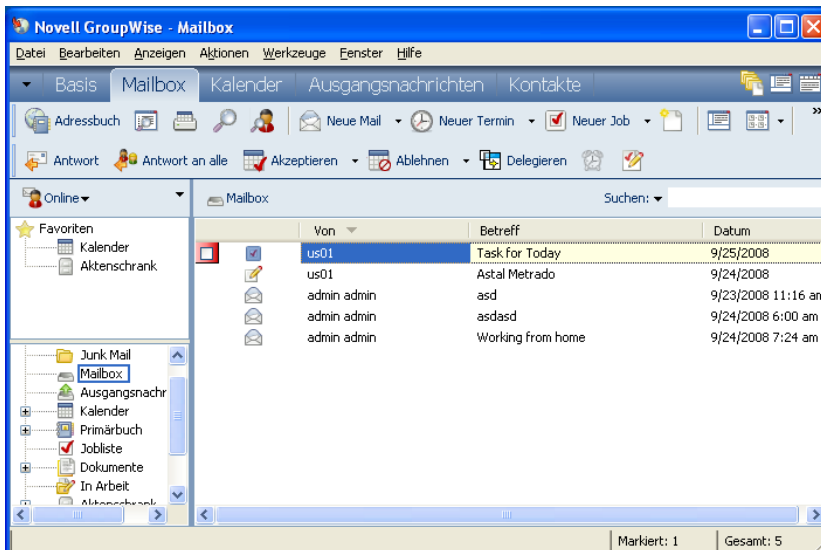 Novell GroupWise - Mailbox
Datei Bearbeiten Anzeigen Aktionen Werkzeuge Fenster Hilfe
Basis Mailbox Kalender Ausgangsnachrichten Kontakte
Adressbuch Neue Mail Neuer Termin Neuer Job »
Antwort Antwort an alle Akzeptieren Ablehnen Delegieren
Online Mailbox Suchen:
Favoriten
Kalender
Aktenschrank
Von Betreff Datum
us01 Task for Today 9/25/2008
us01 Astal Metrado 9/24/2008
admin admin asd 9/23/2008 11:16 am
admin admin asdasd 9/24/2008 6:00 am
admin admin Working from home 9/24/2008 7:24 am
Junk Mail
Mailbox
Ausgangsnachr
Kalender
Primärbuch
Jobliste
Dokumente
In Arbeit
Aktenschrank
Markiert: 1 Gesamt: 5